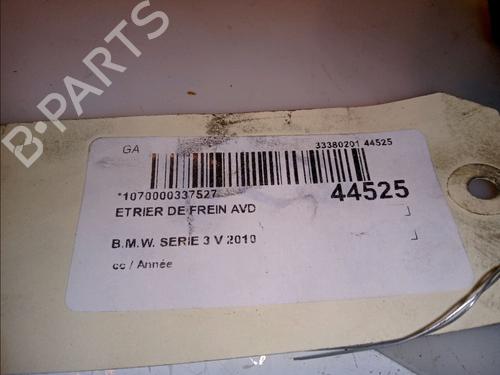 B-PARTS
GA
33380201 44525
*1070000337527
44525
ETRIER DE FREIN AVD
B.M.W. SERIE 3 V 2010
cc / Année